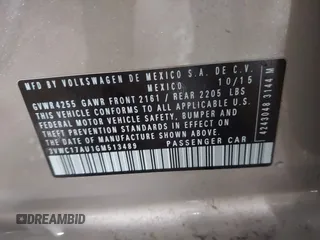 MFD BY VOLKSWAGEN DE MEXICO S.A. DE C.V.
MEXICO 10/15
GVWR 4255 GAWR FRONT 2161 / REAR 2205 LBS
THIS VEHICLE CONFORMS TO ALL APPLICABLE U.S.
FEDERAL MOTOR VEHICLE SAFETY, BUMPER AND
THEFT PREVENTION STANDARDS IN EFFECT ON
THE DATE OF MANUFACTURE SHOWN ABOVE.
3VWC17AU1GM513489 PASSENGER CAR
4243048 3144 M
DREAMBID